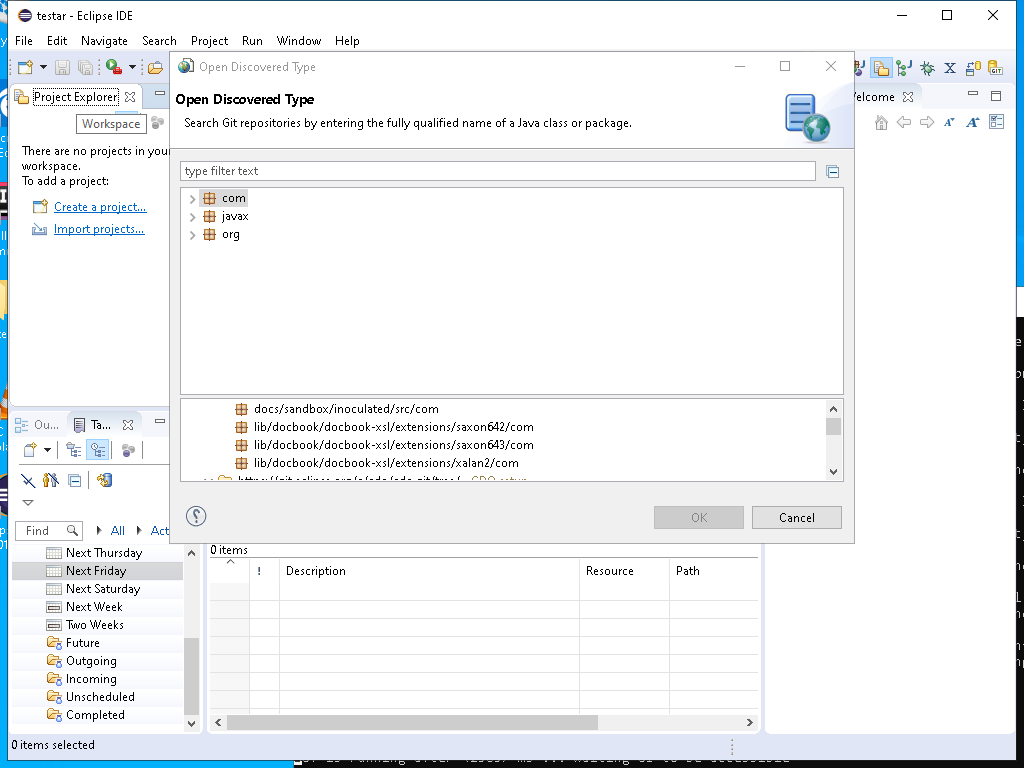 testar - Eclipse IDE
File Edit Navigate Search Project Run Window Help
Open Discovered Type
Open Discovered Type
Search Git repositories by entering the fully qualified name of a Java class or package.
type filter text
com
javax
org
docs/sandbox/inoculated/src/com
lib/docbook/docbook-xsl/extensions/saxon642/com
lib/docbook/docbook-xsl/extensions/saxon643/com
lib/docbook/docbook-xsl/extensions/xalan2/com
OK
Cancel
Project Explorer
Workspace
There are no projects in your
workspace.
To add a project:
Create a project...
Import projects...
elcome
GIT
Ou...
Ta...
Find
All
Act
Next Thursday
Next Friday
Next Saturday
Next Week
Two Weeks
Future
Outgoing
Incoming
Unscheduled
Completed
0 items
! Description Resource Path
0 items selected